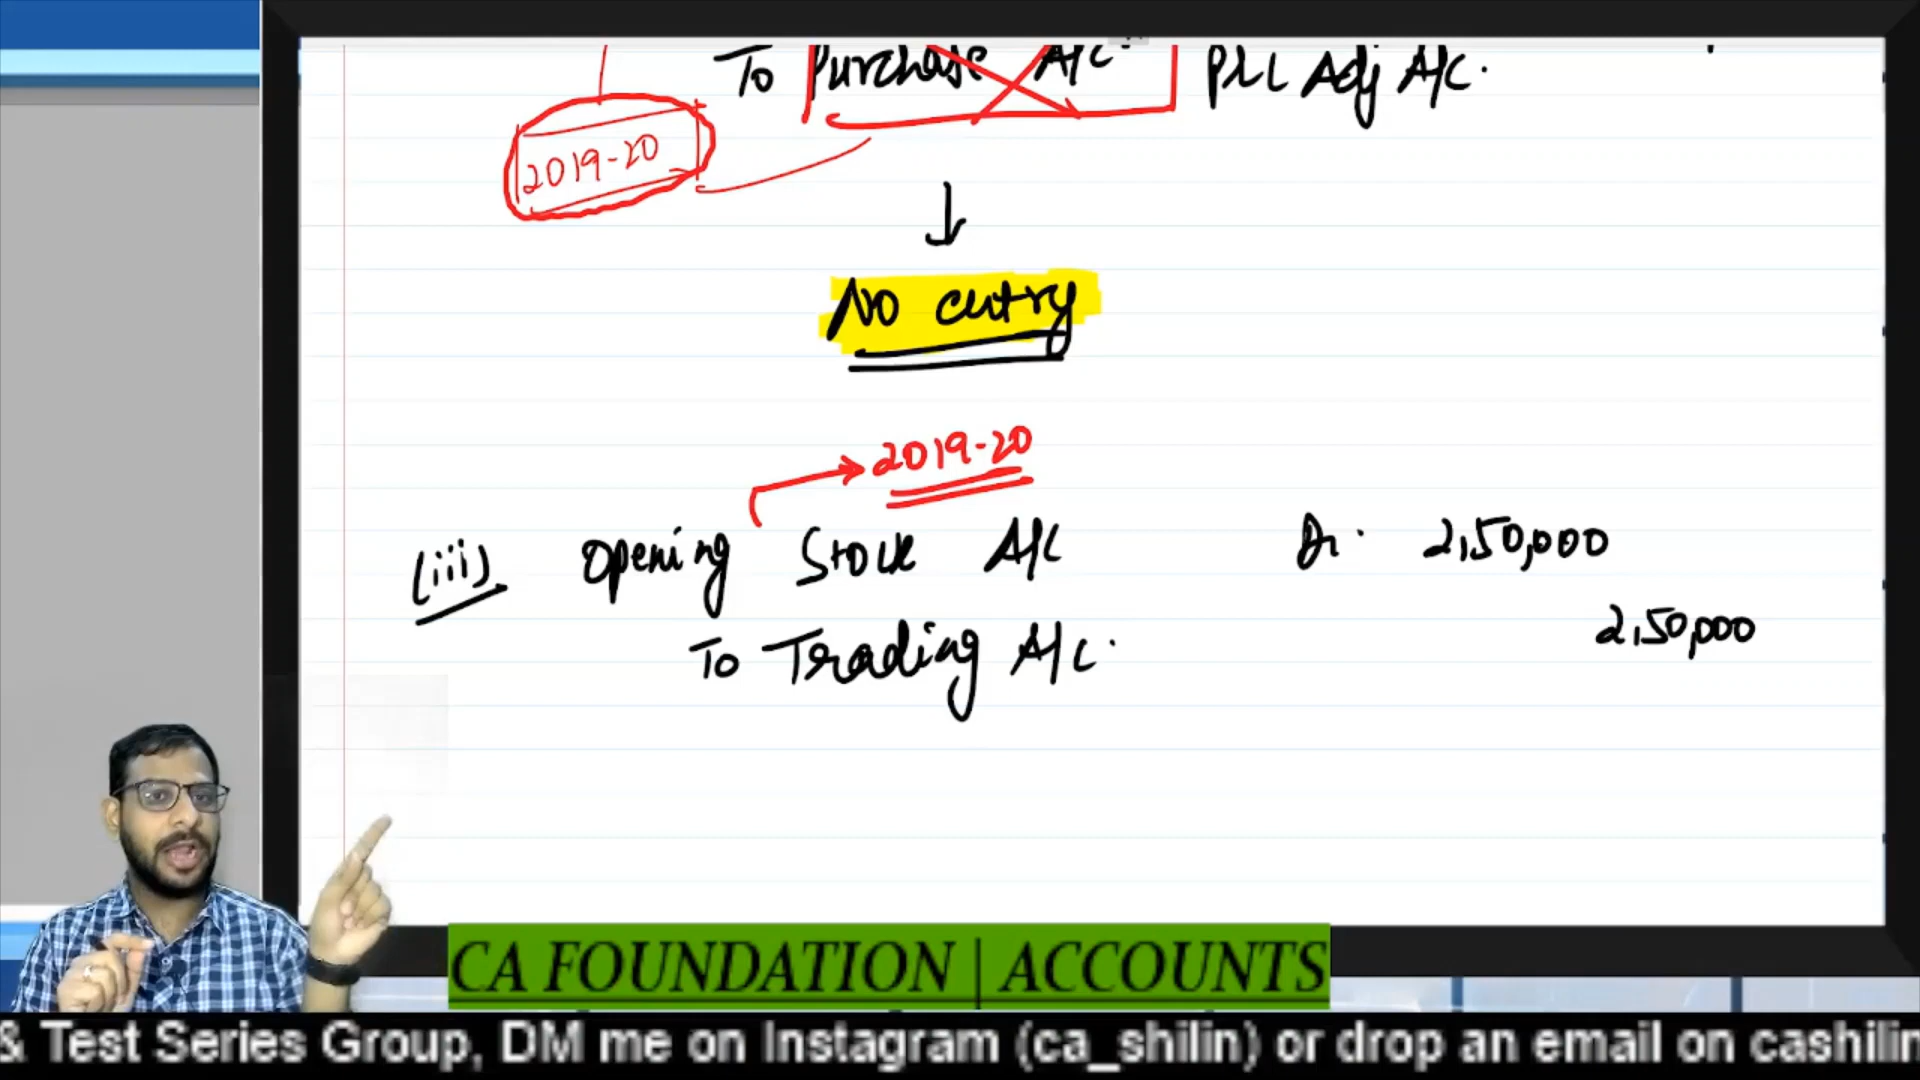 To Purchase A/C. P&L Adj A/C.
2019-20
No entry
2019-20
(iii) Opening Stock A/C Dr. 2,50,000
To Trading A/C. 2,50,000
CA FOUNDATION | ACCOUNTS
& Test Series Group, DM me on Instagram (ca_shilin) or drop an email on cashilin